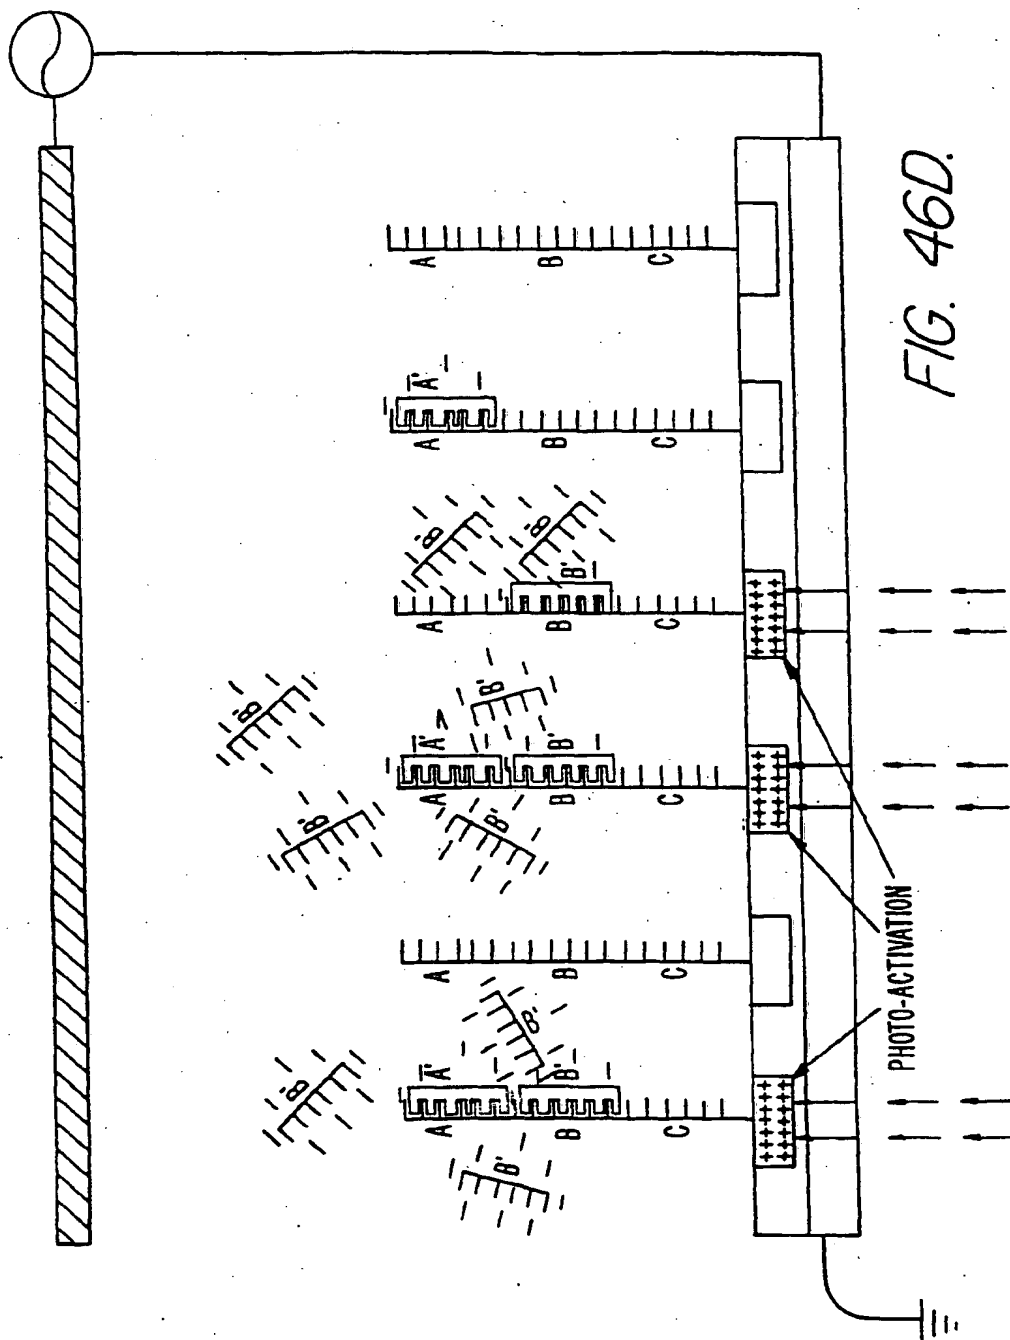 B'
B' B'
A A' A A A' A B' A A' A
B' B' B'
B B' B' B B B' B B' B' B B
C C C C C C
PHOTO-ACTIVATION
FIG. 46D.